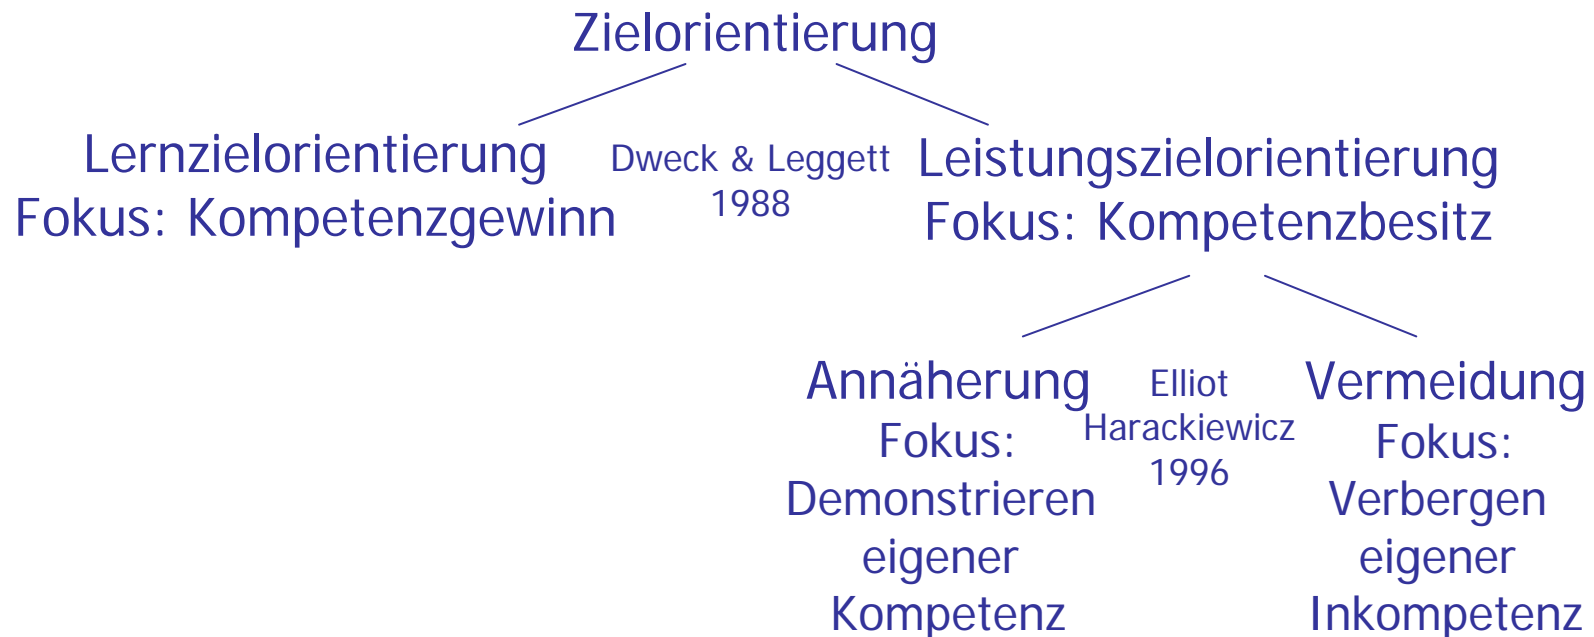 Zielorientierung
Lernzielorientierung
Fokus: Kompetenzgewinn
Dweck & Leggett
1988
Leistungszielorientierung
Fokus: Kompetenzbesitz
Annäherung
Fokus:
Demonstrieren
eigener
Kompetenz
Elliot
Harackiewicz
1996
Vermeidung
Fokus:
Verbergen
eigener
Inkompetenz